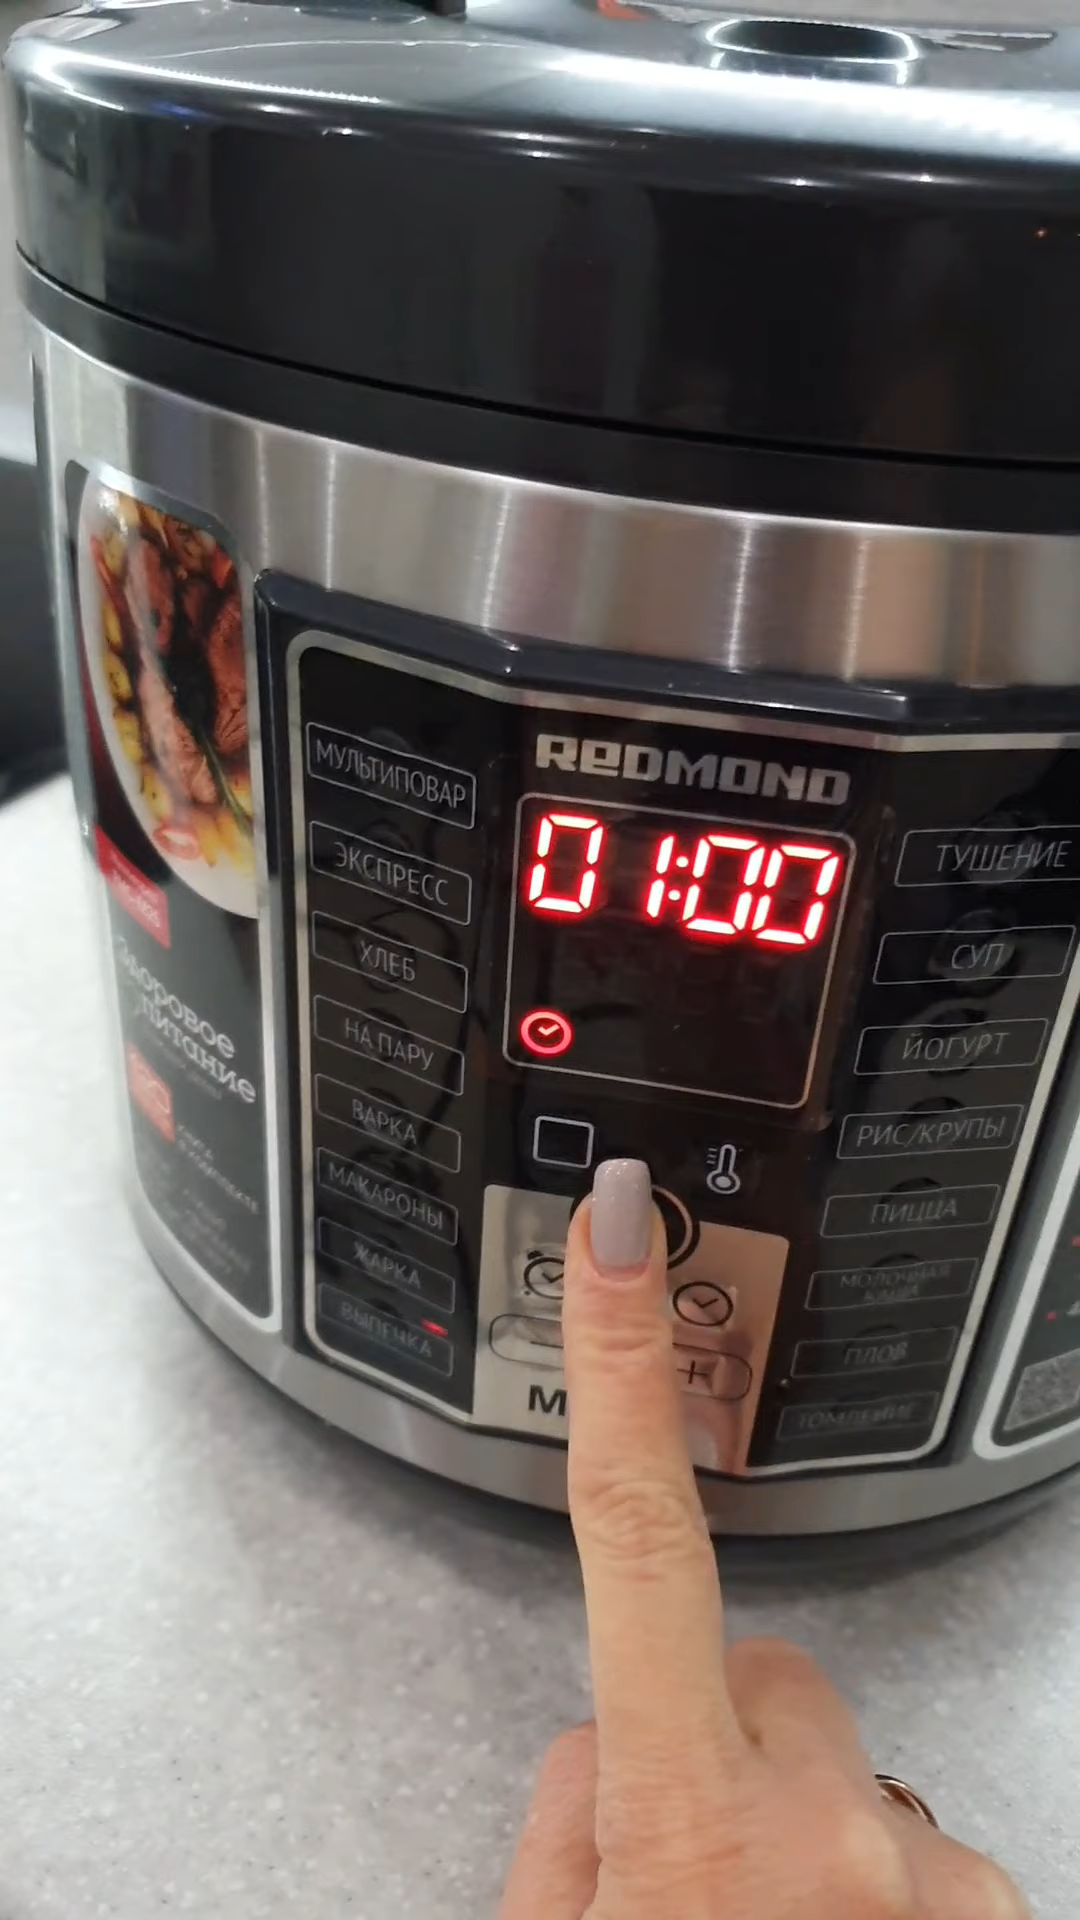 REDMOND
01:00
МУЛЬТИПОВАР
ЭКСПРЕСС
ХЛЕБ
НА ПАРУ
ВАРКА
МАКАРОНЫ
ЖАРКА
ВЫПЕЧКА
ТУШЕНИЕ
СУП
ЙОГУРТ
РИС/КРУПЫ
ПИЦЦА
МОЛОЧНАЯ
КАША
ПЛОВ
ТОМЛЕНИЕ
+
М
Здоровое
питание